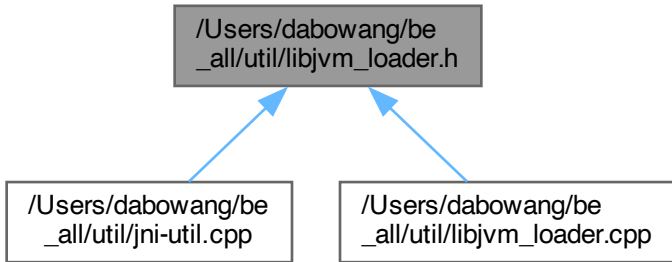 /Users/dabowang/be
_all/util/libjvm_loader.h
/Users/dabowang/be
_all/util/jni-util.cpp
/Users/dabowang/be
_all/util/libjvm_loader.cpp